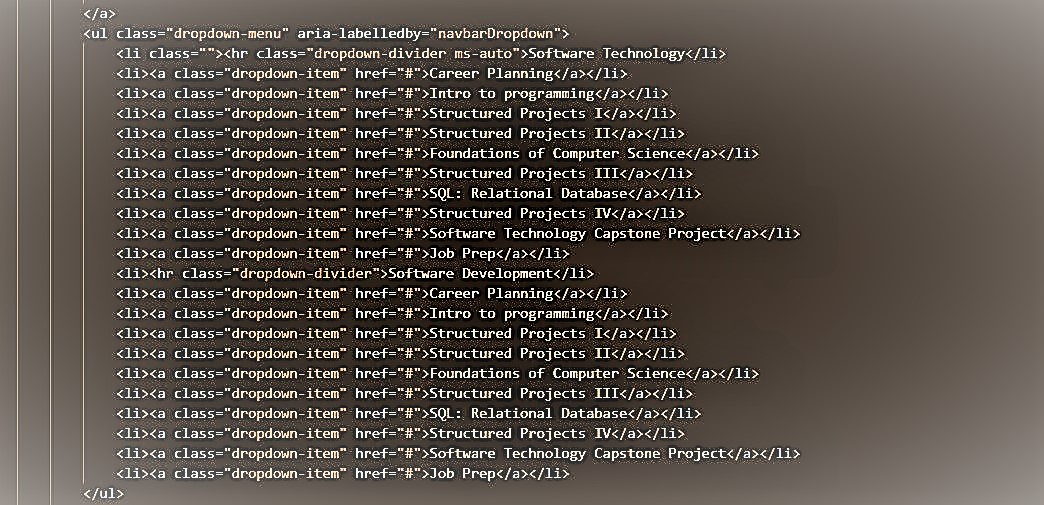 </a>
<ul class="dropdown-menu" aria-labelledby="navbarDropdown">
<li class=""><hr class="dropdown-divider ms-auto">Software Technology</li>
<li><a class="dropdown-item" href="#">Career Planning</a></li>
<li><a class="dropdown-item" href="#">Intro to programming</a></li>
<li><a class="dropdown-item" href="#">Structured Projects I</a></li>
<li><a class="dropdown-item" href="#">Structured Projects II</a></li>
<li><a class="dropdown-item" href="#">Foundations of Computer Science</a></li>
<li><a class="dropdown-item" href="#">Structured Projects III</a></li>
<li><a class="dropdown-item" href="#">SQL: Relational Database</a></li>
<li><a class="dropdown-item" href="#">Structured Projects IV</a></li>
<li><a class="dropdown-item" href="#">Software Technology Capstone Project</a></li>
<li><a class="dropdown-item" href="#">Job Prep</a></li>
<li><hr class="dropdown-divider">Software Development</li>
<li><a class="dropdown-item" href="#">Career Planning</a></li>
<li><a class="dropdown-item" href="#">Intro to programming</a></li>
<li><a class="dropdown-item" href="#">Structured Projects I</a></li>
<li><a class="dropdown-item" href="#">Structured Projects II</a></li>
<li><a class="dropdown-item" href="#">Foundations of Computer Science</a></li>
<li><a class="dropdown-item" href="#">Structured Projects III</a></li>
<li><a class="dropdown-item" href="#">SQL: Relational Database</a></li>
<li><a class="dropdown-item" href="#">Structured Projects IV</a></li>
<li><a class="dropdown-item" href="#">Software Technology Capstone Project</a></li>
<li><a class="dropdown-item" href="#">Job Prep</a></li>
</ul>